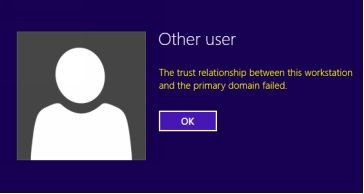 Other user
The trust relationship between this workstation
and the primary domain failed.
OK